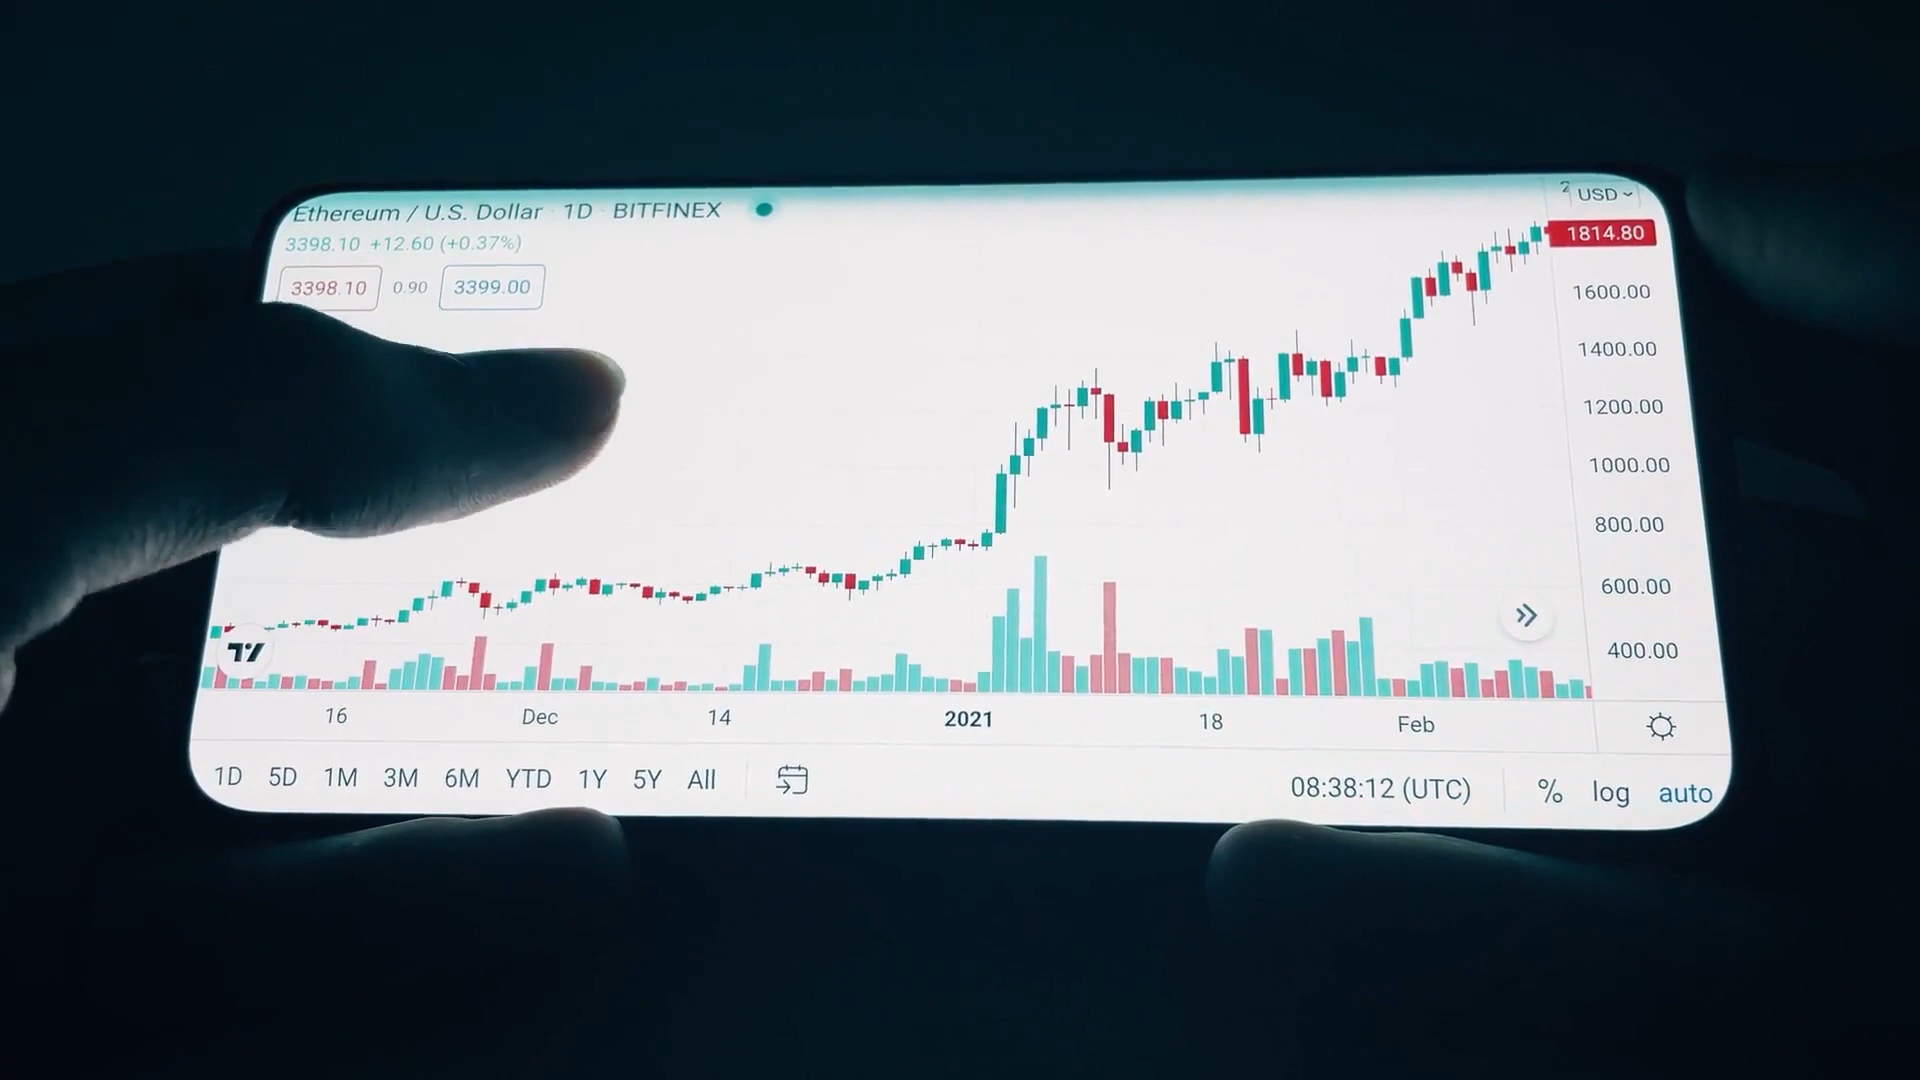 Ethereum / U.S. Dollar · 1D · BITFINEX
3398.10 +12.60 (+0.37%)
3398.10 0.90 3399.00
USD
1814.80
1600.00
1400.00
1200.00
1000.00
800.00
600.00
400.00
16 Dec 14 2021 18 Feb
1D 5D 1M 3M 6M YTD 1Y 5Y All
08:38:12 (UTC) % log auto